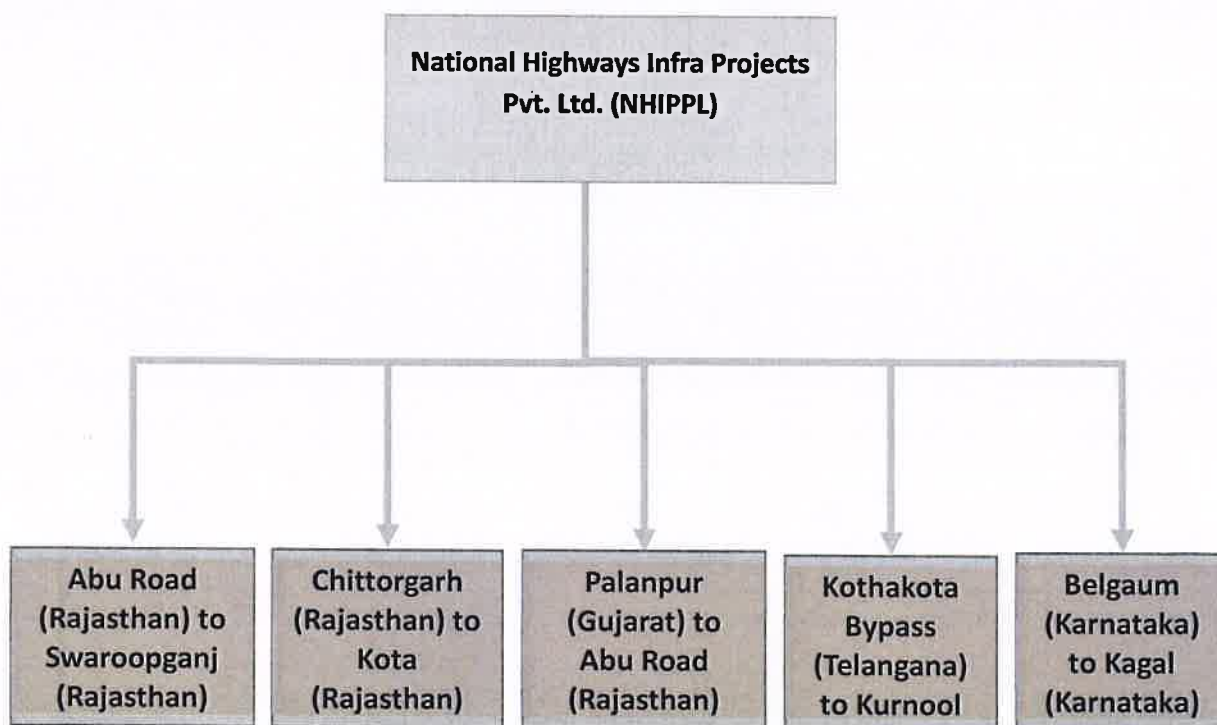 National Highways Infra Projects
Pvt. Ltd. (NHIPPL)
Abu Road
(Rajasthan) to
Swaroopganj
(Rajasthan)
Chittorgarh
(Rajasthan) to
Kota
(Rajasthan)
Palanpur
(Gujarat) to
Abu Road
(Rajasthan)
Kothakota
Bypass
(Telangana)
to Kurnool
Belgaum
(Karnataka)
to Kagal
(Karnataka)